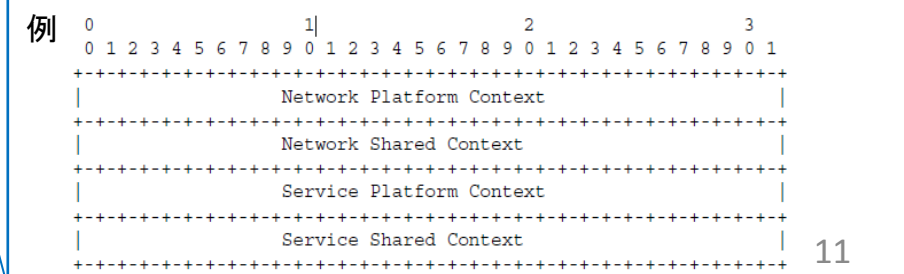 例 0 1 2 3
0 1 2 3 4 5 6 7 8 9 0 1 2 3 4 5 6 7 8 9 0 1 2 3 4 5 6 7 8 9 0 1
+-+-+-+-+-+-+-+-+-+-+-+-+-+-+-+-+-+-+-+-+-+-+-+-+-+-+-+-+-+-+-+-+
| Network Platform Context |
+-+-+-+-+-+-+-+-+-+-+-+-+-+-+-+-+-+-+-+-+-+-+-+-+-+-+-+-+-+-+-+-+
| Network Shared Context |
+-+-+-+-+-+-+-+-+-+-+-+-+-+-+-+-+-+-+-+-+-+-+-+-+-+-+-+-+-+-+-+-+
| Service Platform Context |
+-+-+-+-+-+-+-+-+-+-+-+-+-+-+-+-+-+-+-+-+-+-+-+-+-+-+-+-+-+-+-+-+
| Service Shared Context |
+-+-+-+-+-+-+-+-+-+-+-+-+-+-+-+-+-+-+-+-+-+-+-+-+-+-+-+-+-+-+-+-+
11